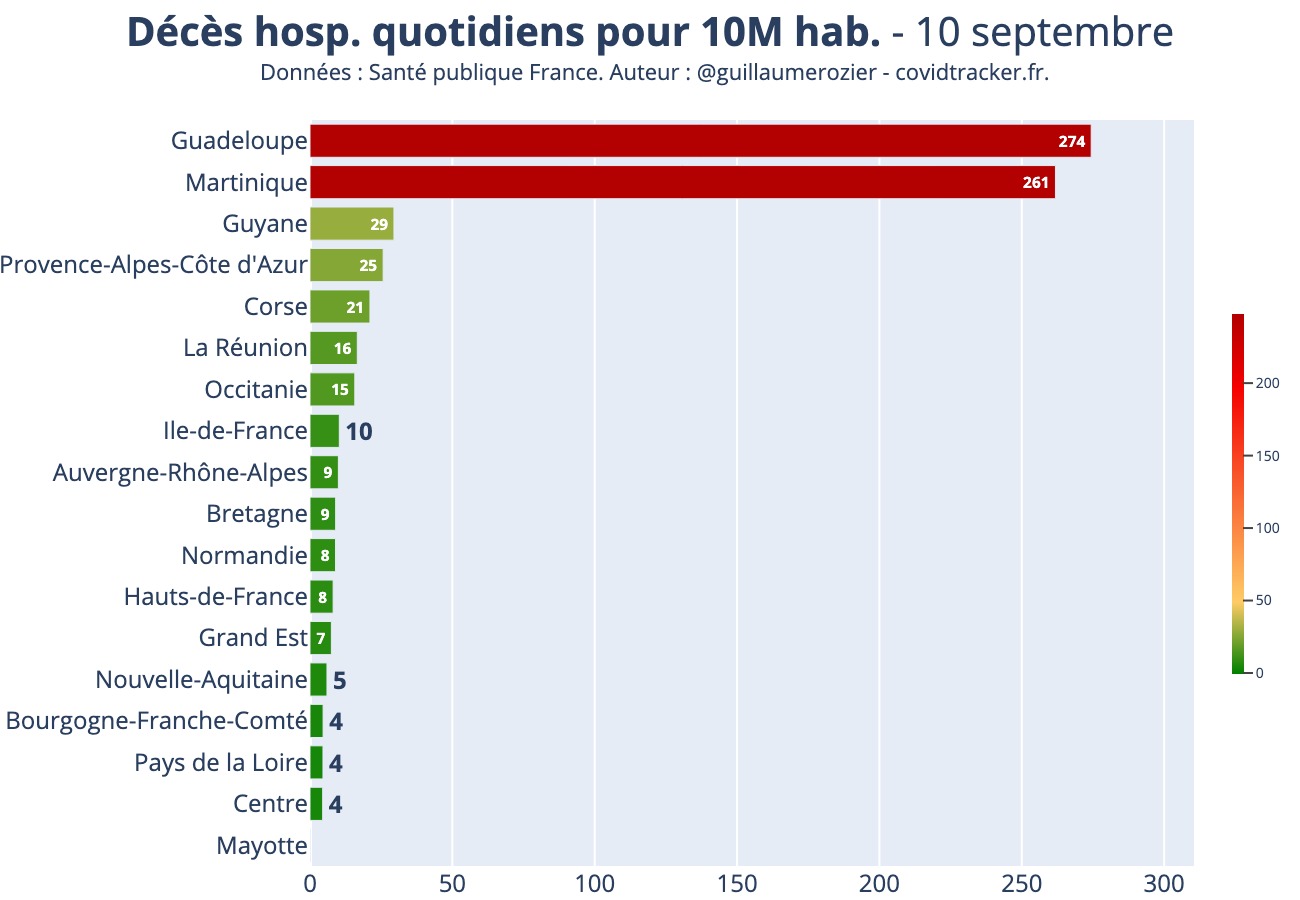 Décès hosp. quotidiens pour 10M hab. - 10 septembre
Données : Santé publique France. Auteur : @guillaumerozier - covidtracker.fr.
Guadeloupe 274
Martinique 261
Guyane 29
Provence-Alpes-Côte d'Azur 25
Corse 21
La Réunion 16
Occitanie 15
Ile-de-France 10
Auvergne-Rhône-Alpes 9
Bretagne 9
Normandie 8
Hauts-de-France 8
Grand Est 7
Nouvelle-Aquitaine 5
Bourgogne-Franche-Comté 4
Pays de la Loire 4
Centre 4
Mayotte
0 50 100 150 200 250 300
200
150
100
50
0